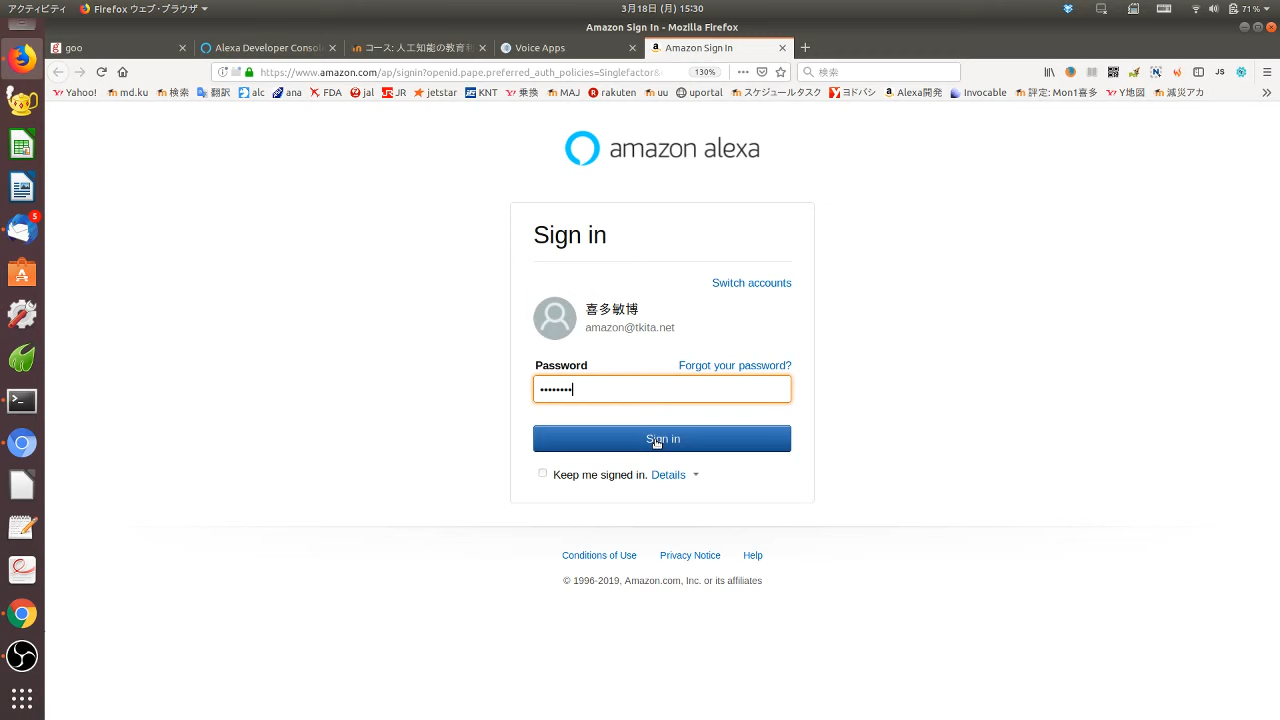 アクティビティ Firefox ウェブ・ブラウザ 3月18日 (月) 15:30 71%
Amazon Sign In - Mozilla Firefox
goo Alexa Developer Consol コース: 人工知能の教育利 Voice Apps Amazon Sign In
https://www.amazon.com/ap/signin?openid.pape.preferred_auth_policies=Singlefactor& 130% 検索
Yahoo! md.ku 検索 翻訳 alc ana FDA jal JR jetstar KNT 乗換 MAJ rakuten uu uportal スケジュールタスク ヨドバシ Alexa開発 Invocable 評定: Mon1喜多 Y地図 減災アカ
5
amazon alexa
Sign in
Switch accounts
喜多敏博
amazon@tkita.net
Password Forgot your password?
••••••••
Sign in
Keep me signed in. Details
Conditions of Use Privacy Notice Help
© 1996-2019, Amazon.com, Inc. or its affiliates